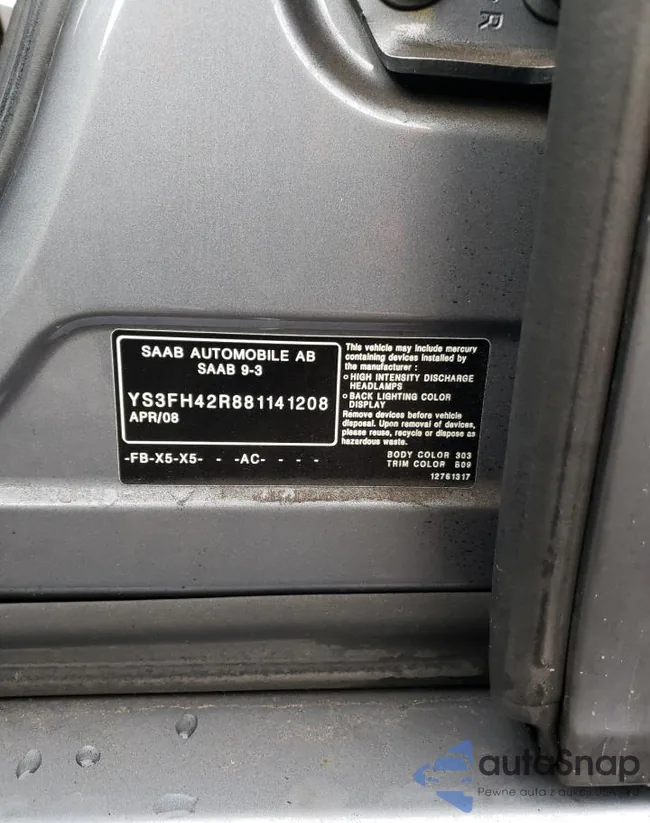 R
SAAB AUTOMOBILE AB
SAAB 9-3
YS3FH42R881141208
APR/08
-FB-X5-X5- - -AC- - - -
This vehicle may include mercury
containing devices installed by
the manufacturer :
o HIGH INTENSITY DISCHARGE
HEADLAMPS
o BACK LIGHTING COLOR
DISPLAY
Remove devices before vehicle
disposal. Upon removal of devices,
please reuse, recycle or dispose as
hazardous waste.
BODY COLOR 303
TRIM COLOR B09
12761317
autoSnap
Pewne auta z aukcji